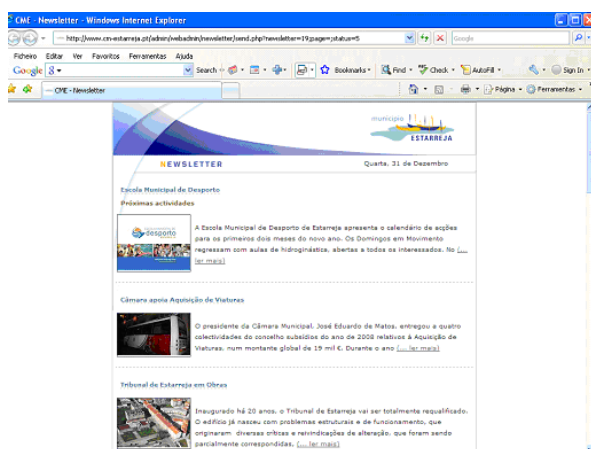 CME - Newsletter - Windows Internet Explorer
http://www.cm-estarreja.pt/admin/webadmin/newsletter/send.php?newsletter=19;page=;status=5
Google
Ficheiro Editar Ver Favoritos Ferramentas Ajuda
Google Search Bookmarks Find Check AutoFill Sign In
CME - Newsletter Página Ferramentas
município
ESTARREJA
NEWSLETTER Quarta, 31 de Dezembro
Escola Municipal de Desporto
Próximas actividades
desporto
A Escola Municipal de Desporto de Estarreja apresenta o calendário de acções
para os primeiros dois meses do novo ano. Os Domingos em Movimento
regressam com aulas de hidroginástica, abertas a todos os interessados. No (...
ler mais)
Câmara apoia Aquisição de Viaturas
O presidente da Câmara Municipal, José Eduardo de Matos, entregou a quatro
colectividades do concelho subsídios do ano de 2008 relativos à Aquisição de
Viaturas, num montante global de 19 mil €. Durante o ano (... ler mais)
Tribunal de Estarreja em Obras
Inaugurado há 20 anos, o Tribunal de Estarreja vai ser totalmente requalificado.
O edifício já nasceu com problemas estruturais e de funcionamento, que
originaram diversas críticas e reivindicações de alteração, que foram sendo
parcialmente correspondidas. (... ler mais)